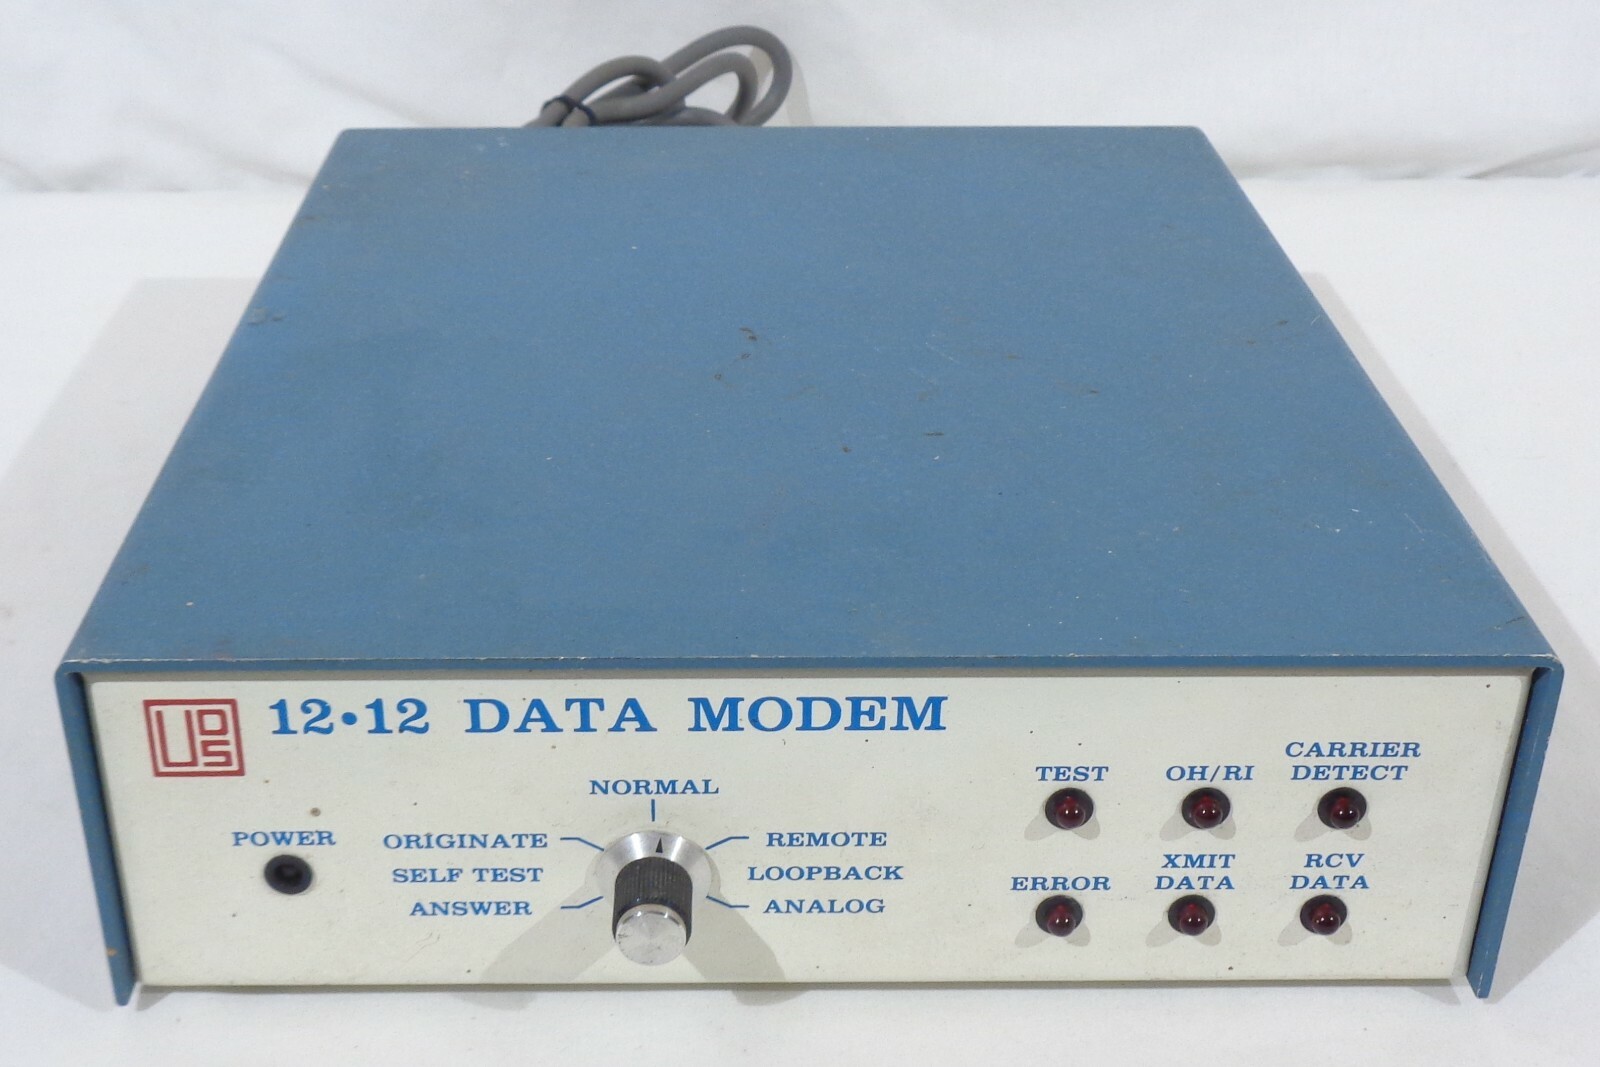 UDS
12•12 DATA MODEM
POWER
NORMAL
ORIGINATE
SELF TEST
ANSWER
REMOTE
LOOPBACK
ANALOG
TEST
OH/RI
CARRIER
DETECT
ERROR
XMIT
DATA
RCV
DATA